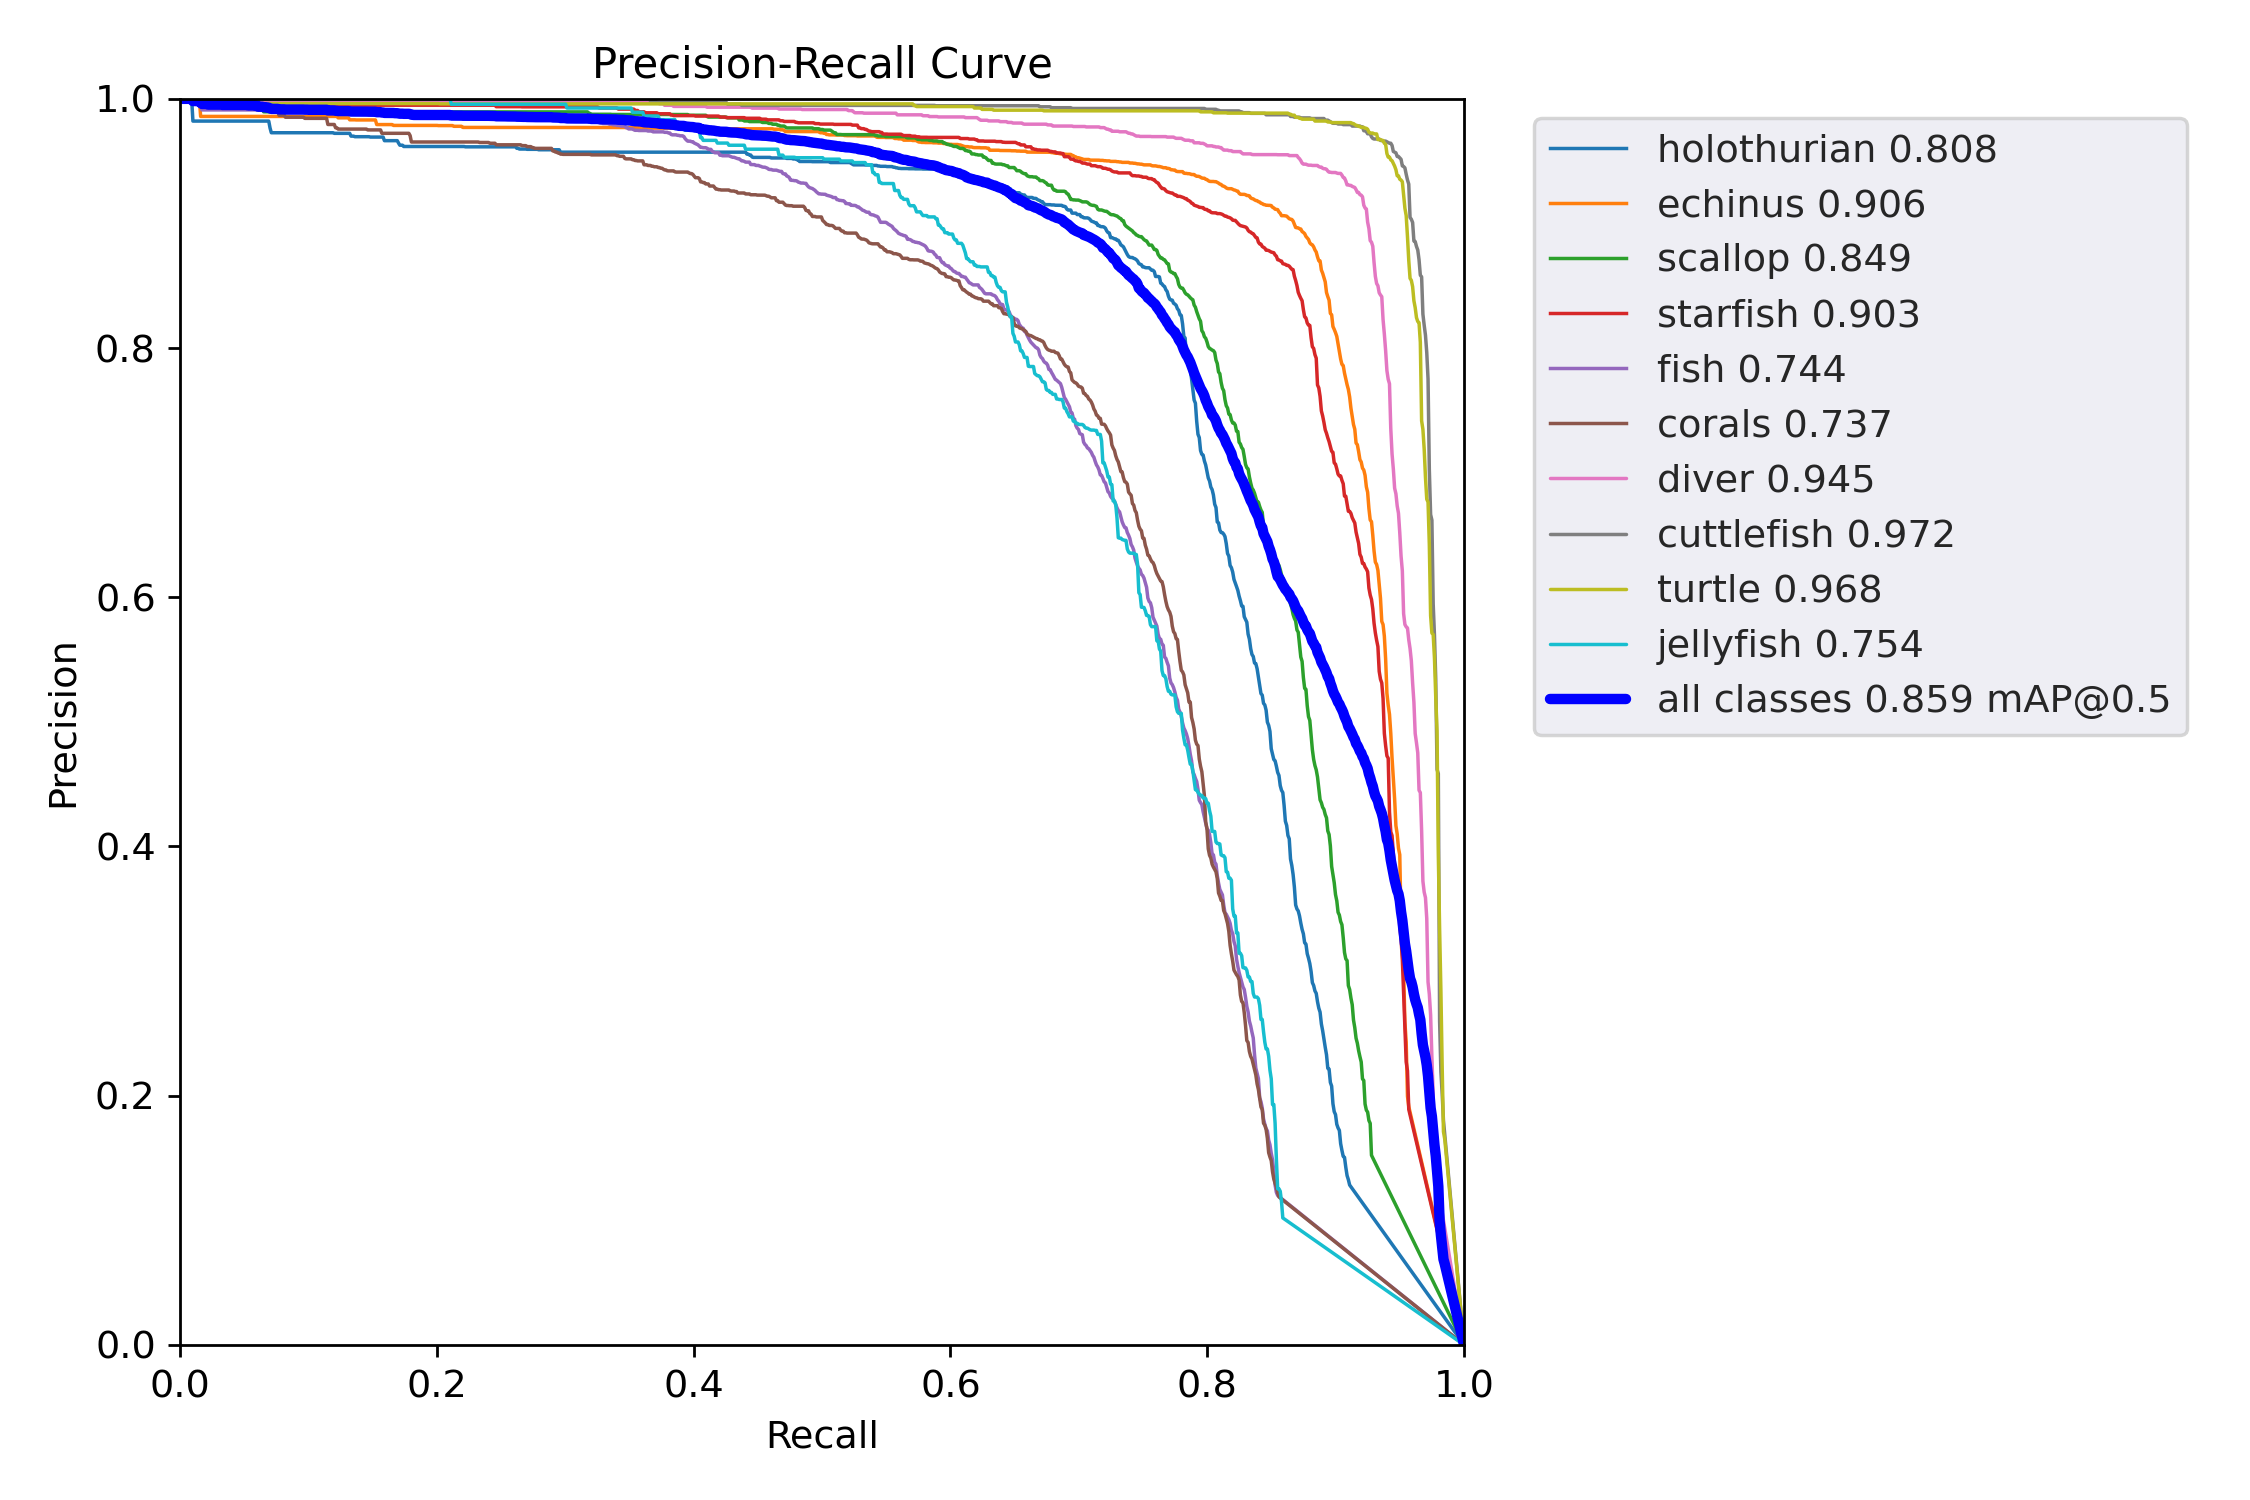 Precision-Recall Curve
1.0
0.8
0.6
0.4
0.2
0.0
Precision
0.0 0.2 0.4 0.6 0.8 1.0
Recall
holothurian 0.808
echinus 0.906
scallop 0.849
starfish 0.903
fish 0.744
corals 0.737
diver 0.945
cuttlefish 0.972
turtle 0.968
jellyfish 0.754
all classes 0.859 mAP@0.5